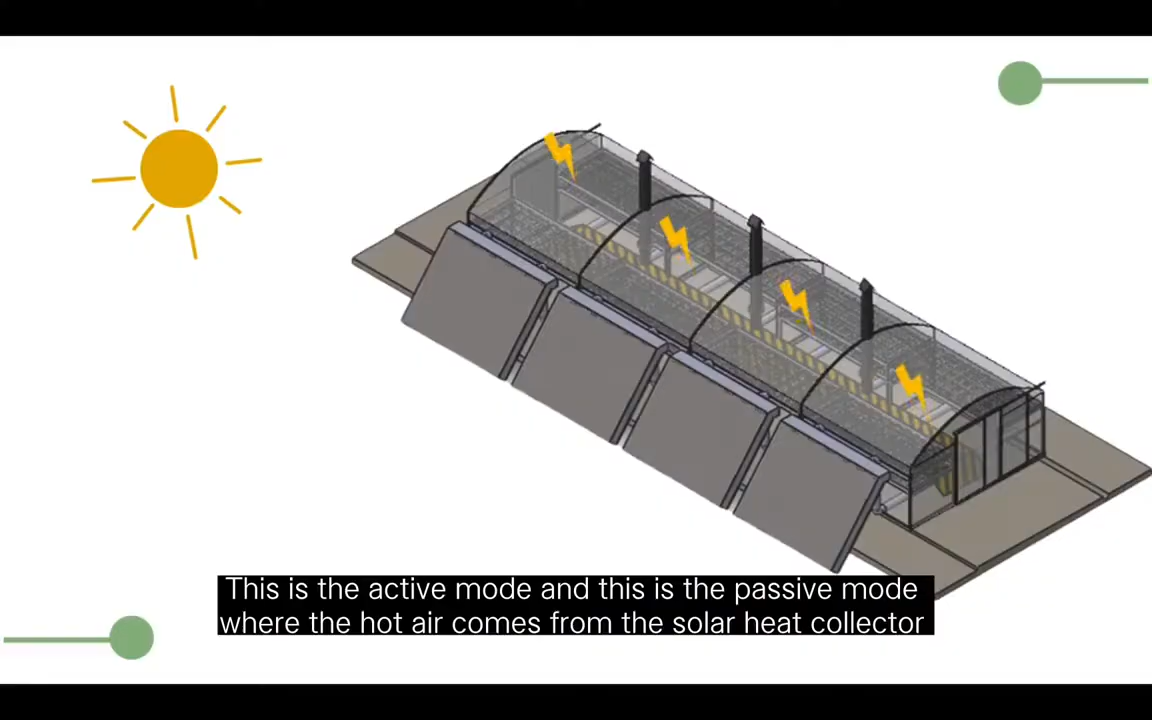 This is the active mode and this is the passive mode
where the hot air comes from the solar heat collector